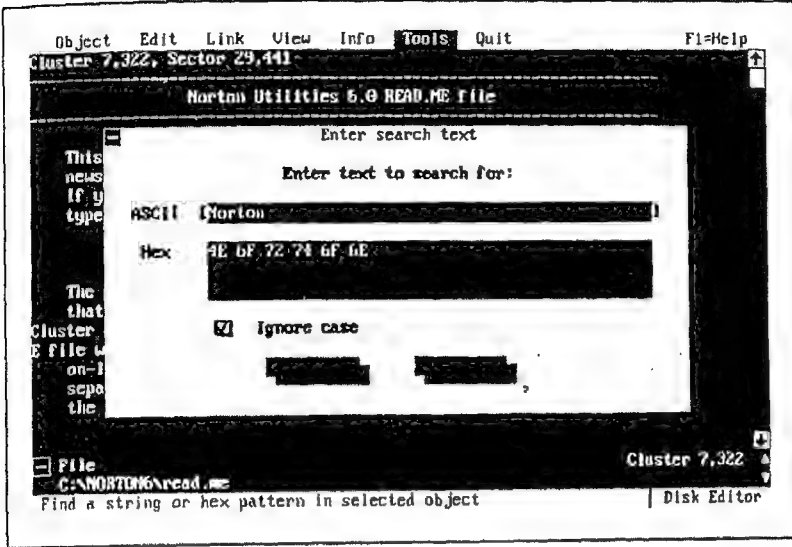 Object Edit Link View Info Tools Quit F1=Help
Cluster 7,322, Sector 29,441
Norton Utilities 6.0 READ.ME file
Enter search text
This
news
If y
type
Enter text to search for:
ASCII [Norton]
Hex 4E 6F 72 74 6F 6E
The
that
Cluster
E file w
on-l
sepa
the
Ignore case
File
Cluster 7,322
C:\NORTON6\read.me
Find a string or hex pattern in selected object | Disk Editor